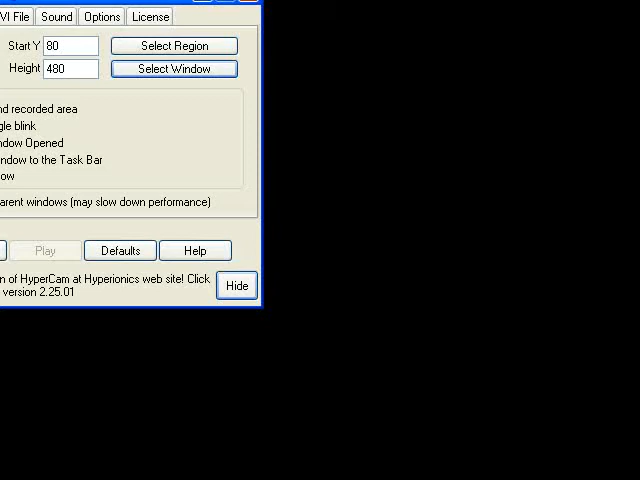 VI File Sound Options License
Start Y 80 Select Region
Height 480 Select Window
nd recorded area
gle blink
ndow Opened
indow to the Task Bar
ow
arent windows (may slow down performance)
Play Defaults Help
n of HyperCam at Hyperionics web site! Click
version 2.25.01
Hide